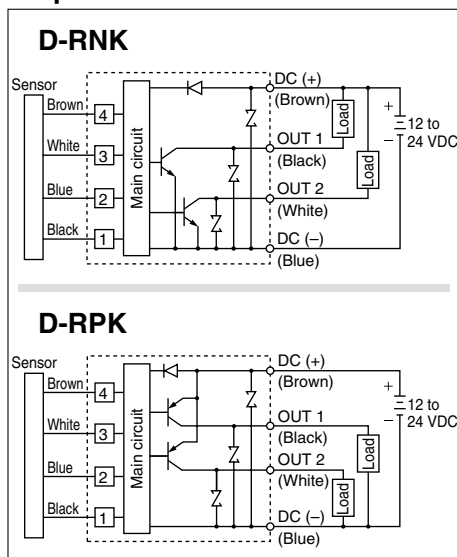 D-RNK
Sensor
Brown 4
White 3
Blue 2
Black 1
Main circuit
DC (+)
(Brown)
OUT 1
(Black)
OUT 2
(White)
DC (–)
(Blue)
Load
Load
+
–
12 to
24 VDC
D-RPK
Sensor
Brown 4
White 3
Blue 2
Black 1
Main circuit
DC (+)
(Brown)
OUT 1
(Black)
OUT 2
(White)
DC (–)
(Blue)
Load
Load
+
–
12 to
24 VDC